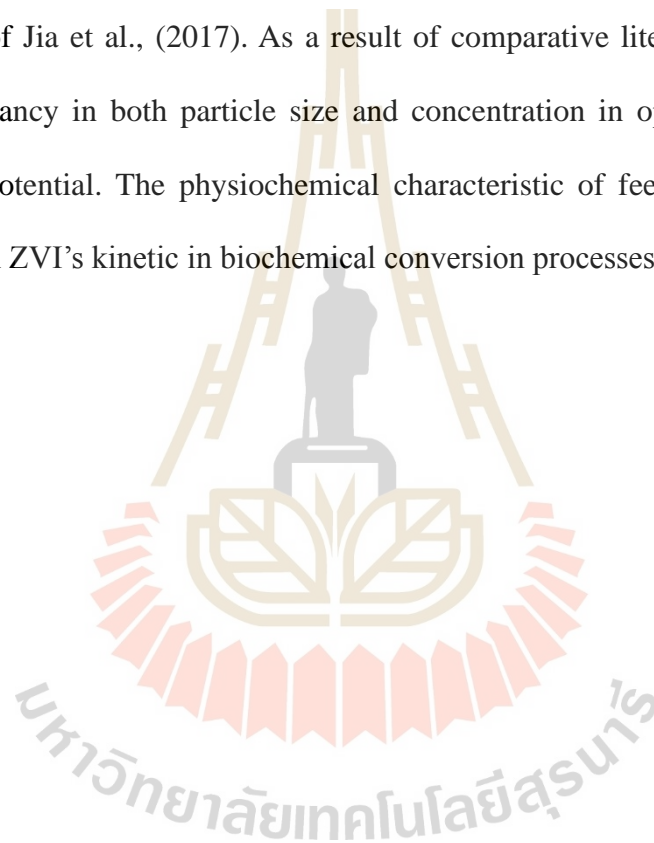 f Jia et al., (2017). As a result of comparative lite
ancy in both particle size and concentration in o
otential. The physiochemical characteristic of fee
ZVI’s kinetic in biochemical conversion processes
มหาวิทยาลัยเทคโนโลยีสุรนารี